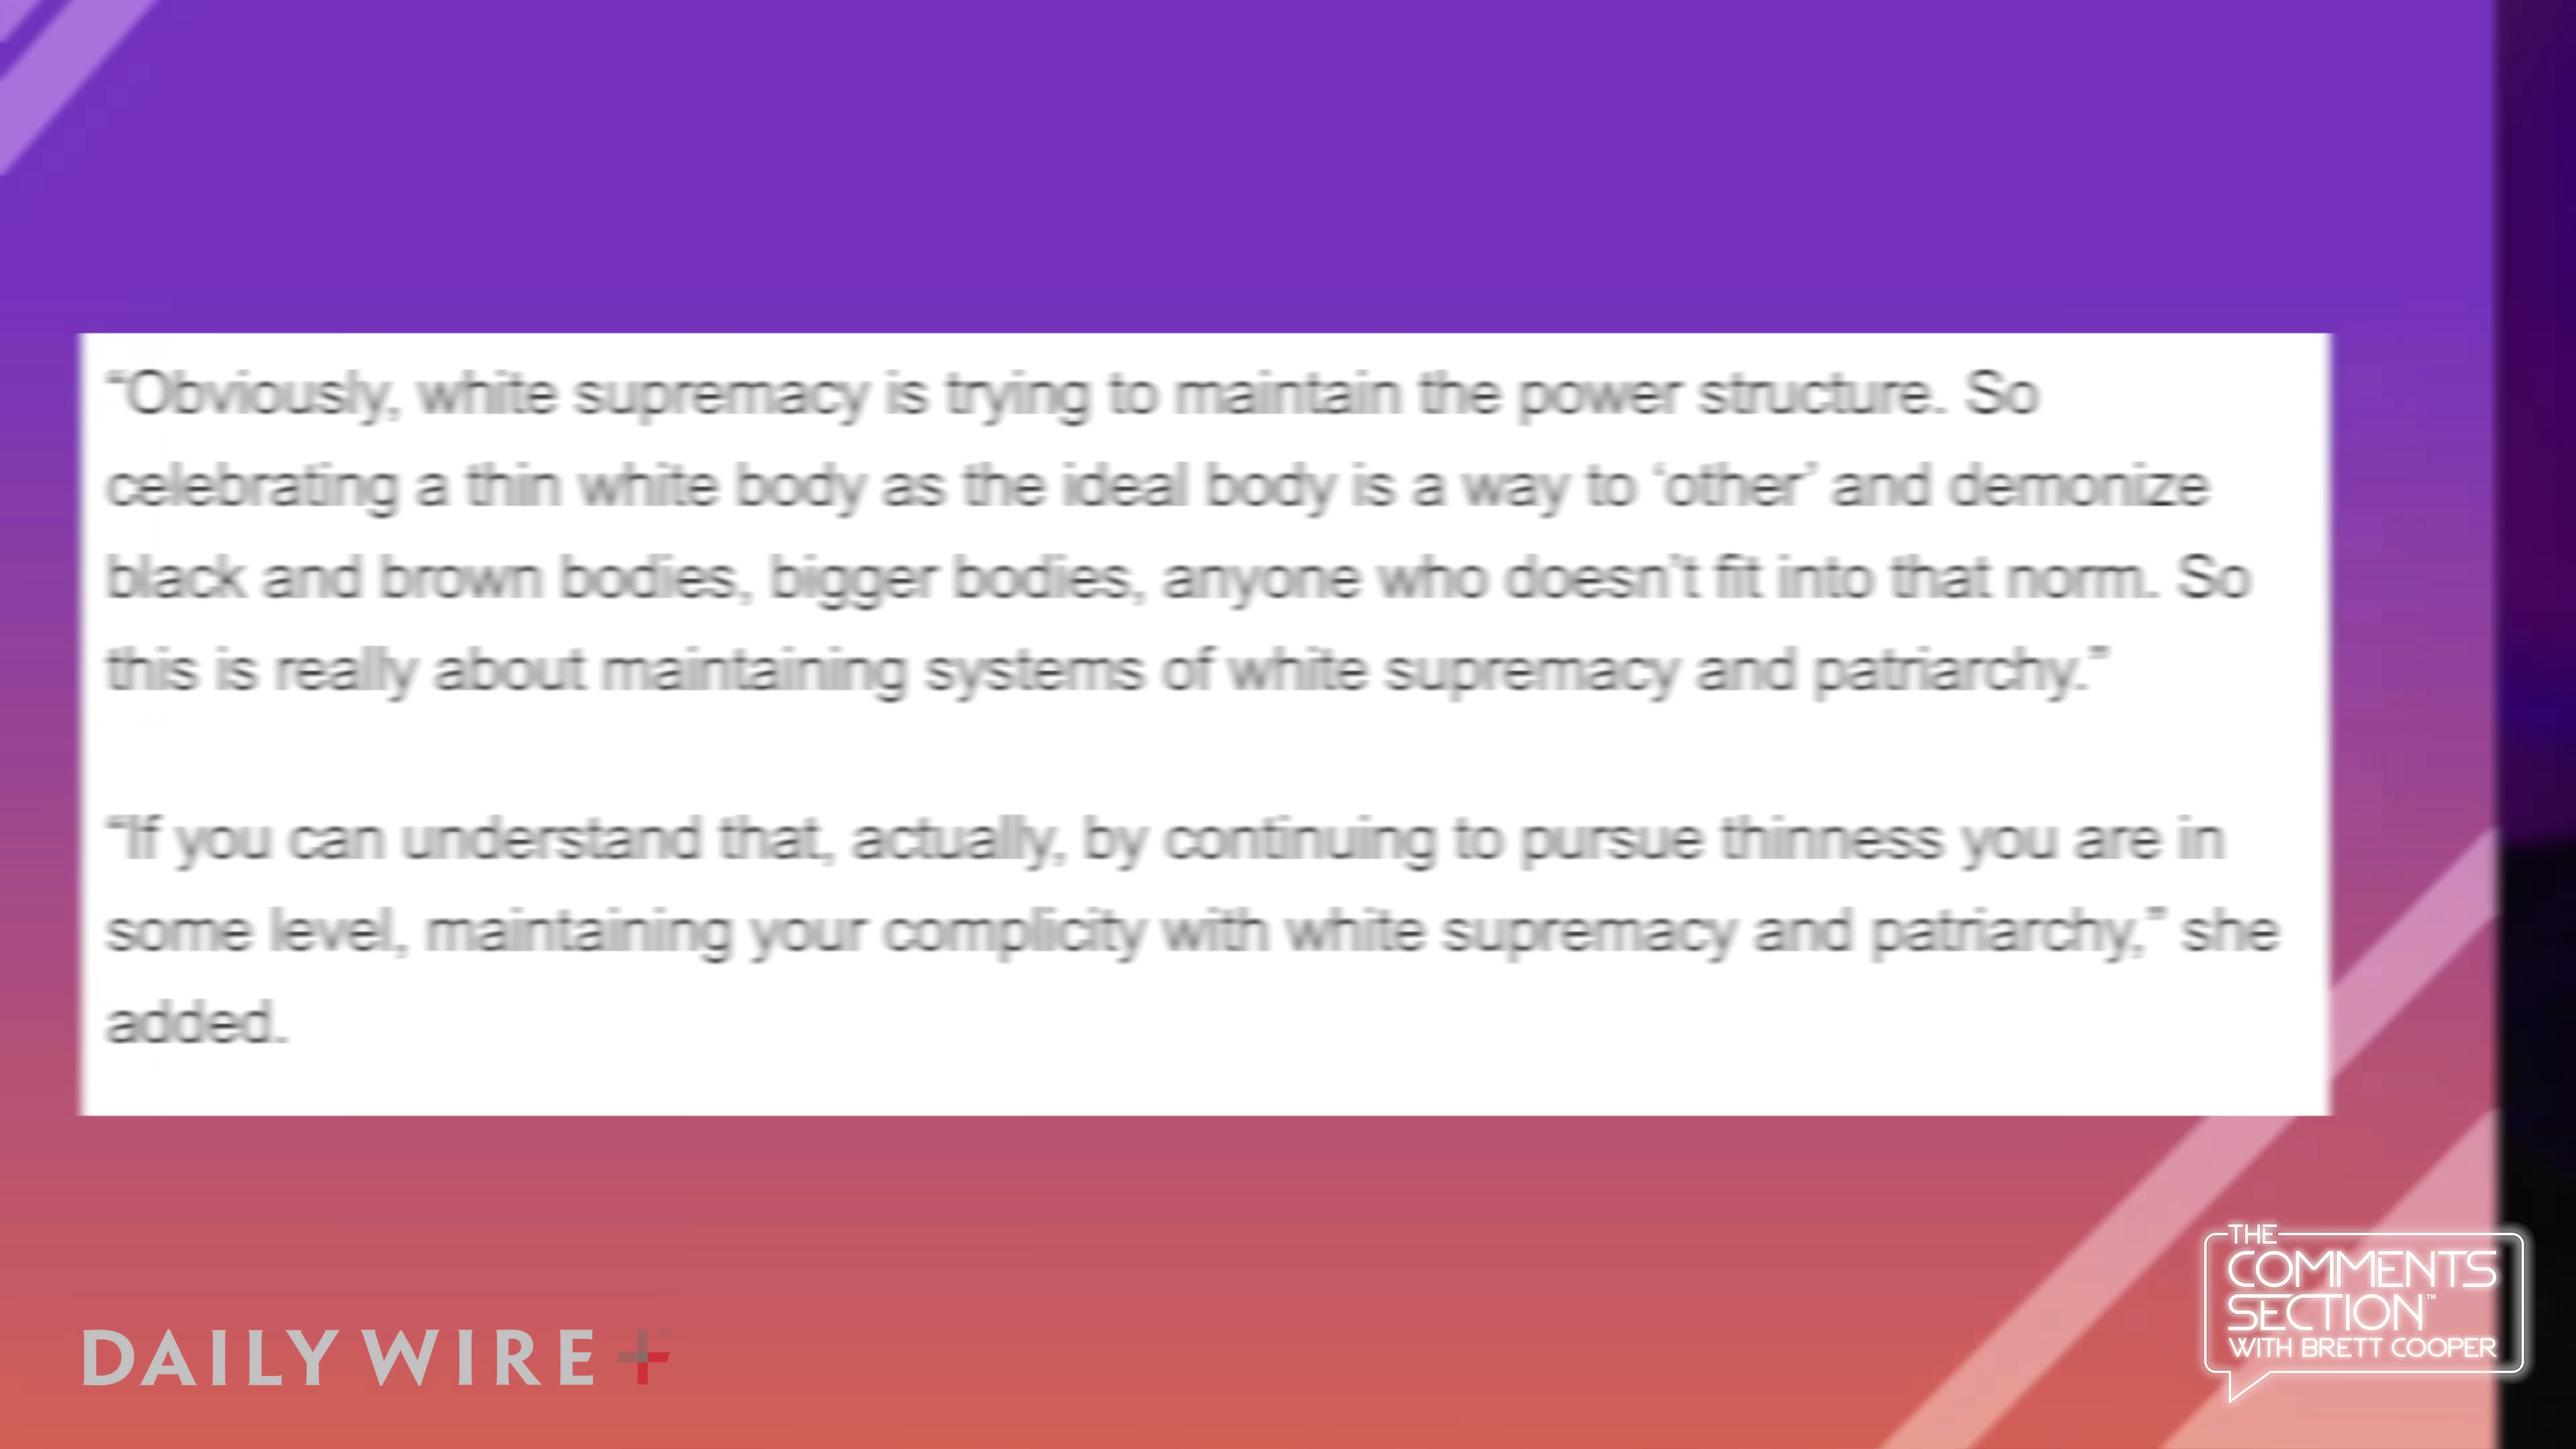 “Obviously, white supremacy is trying to maintain the power structure. So
celebrating a thin white body as the ideal body is a way to ‘other’ and demonize
black and brown bodies, bigger bodies, anyone who doesn’t fit into that norm. So
this is really about maintaining systems of white supremacy and patriarchy.”
“If you can understand that, actually, by continuing to pursue thinness you are in
some level, maintaining your complicity with white supremacy and patriarchy,” she
added.
DAILY WIRE +
THE
COMMENTS
SECTION™
WITH BRETT COOPER